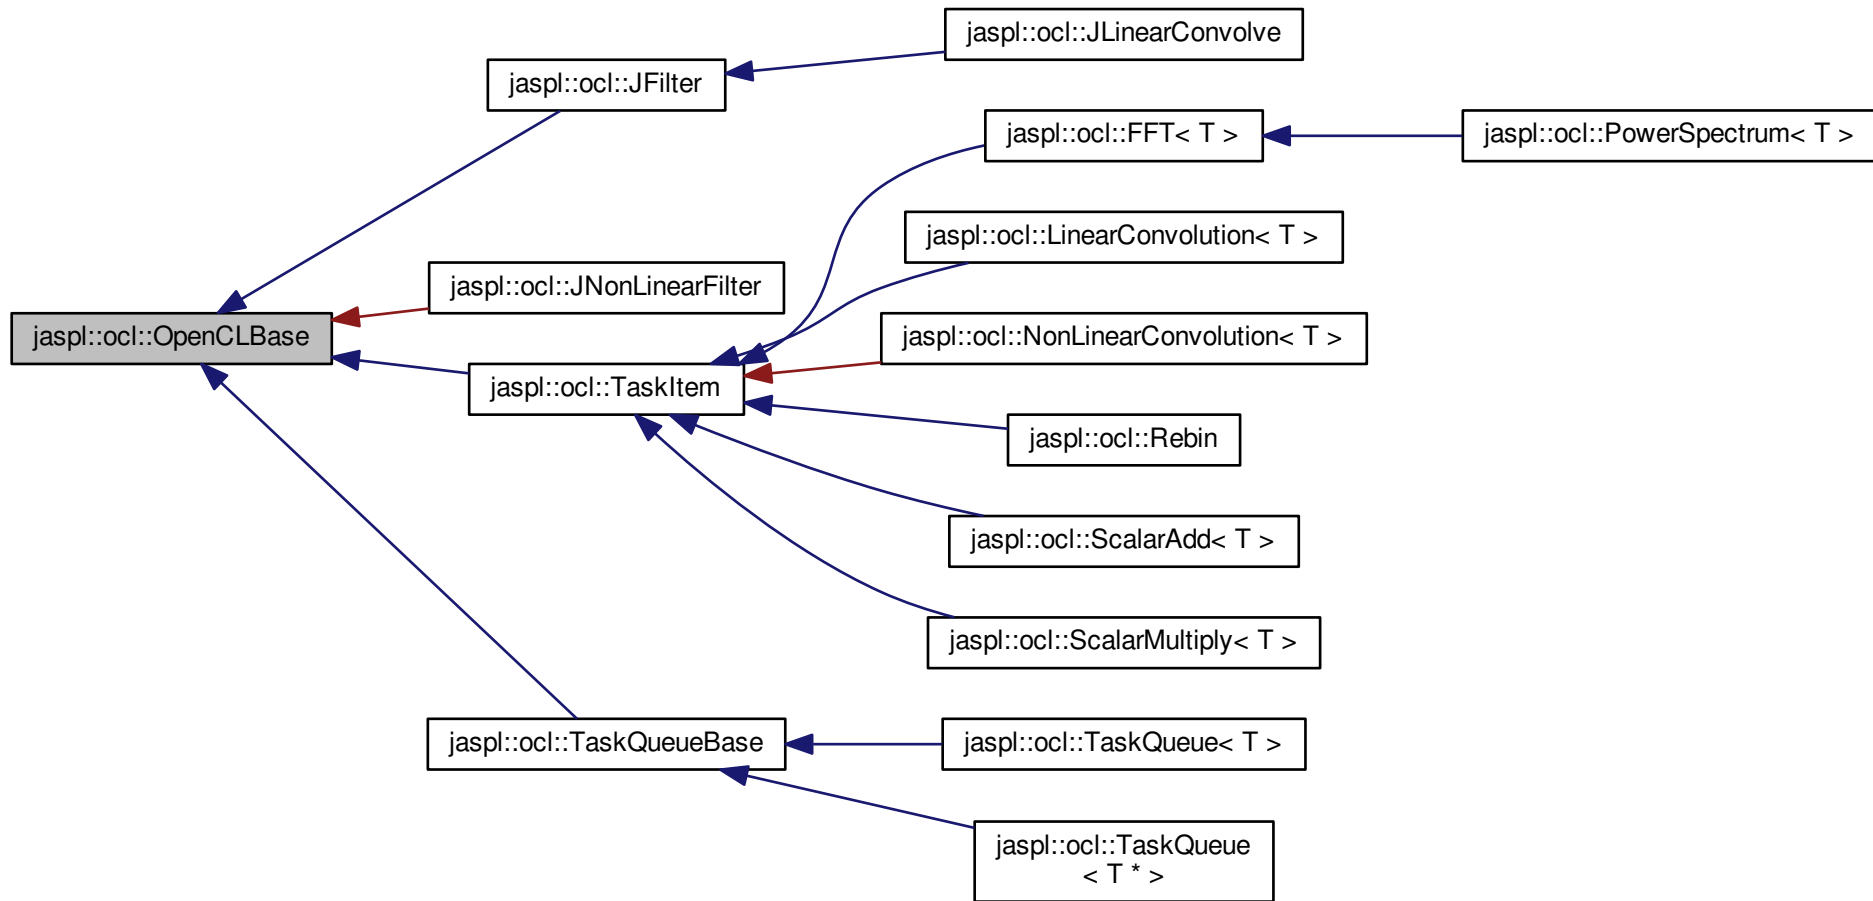 jaspl::ocl::JLinearConvolve
jaspl::ocl::JFilter
jaspl::ocl::FFT< T >
jaspl::ocl::PowerSpectrum< T >
jaspl::ocl::LinearConvolution< T >
jaspl::ocl::JNonLinearFilter
jaspl::ocl::OpenCLBase
jaspl::ocl::NonLinearConvolution< T >
jaspl::ocl::TaskItem
jaspl::ocl::Rebin
jaspl::ocl::ScalarAdd< T >
jaspl::ocl::ScalarMultiply< T >
jaspl::ocl::TaskQueueBase
jaspl::ocl::TaskQueue< T >
jaspl::ocl::TaskQueue
< T * >